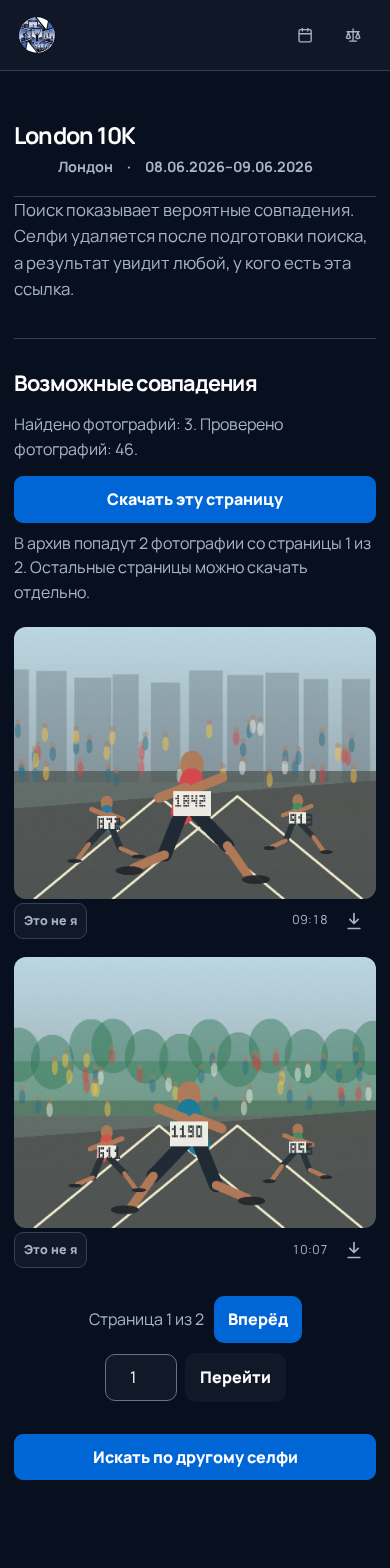 London 10K
Лондон · 08.06.2026–09.06.2026
Поиск показывает вероятные совпадения.
Селфи удаляется после подготовки поиска,
а результат увидит любой, у кого есть эта
ссылка.
Возможные совпадения
Найдено фотографий: 3. Проверено
фотографий: 46.
Скачать эту страницу
В архив попадут 2 фотографии со страницы 1 из
2. Остальные страницы можно скачать
отдельно.
1842
Это не я
09:18
1190
Это не я
10:07
Страница 1 из 2
Вперёд
1
Перейти
Искать по другому селфи